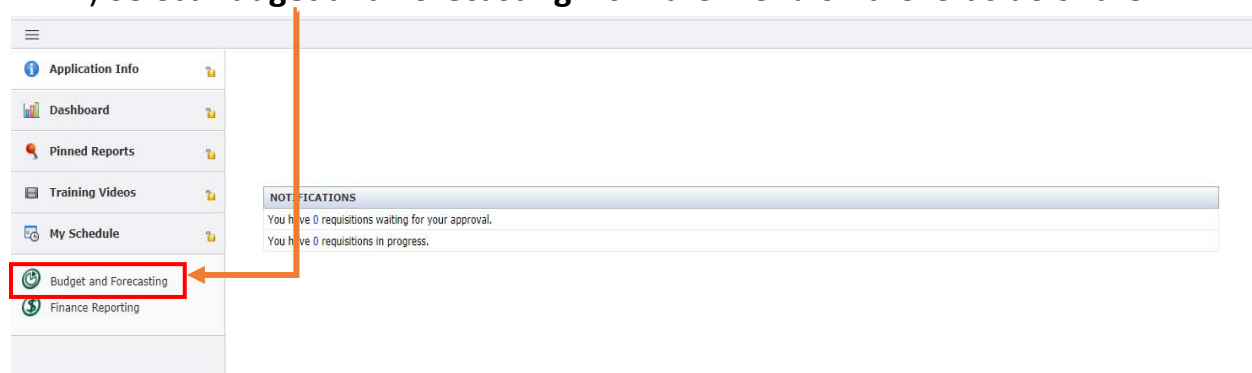 Application Info
Dashboard
Pinned Reports
Training Videos
My Schedule
Budget and Forecasting
Finance Reporting
NOTIFICATIONS
You have 0 requisitions waiting for your approval.
You have 0 requisitions in progress.